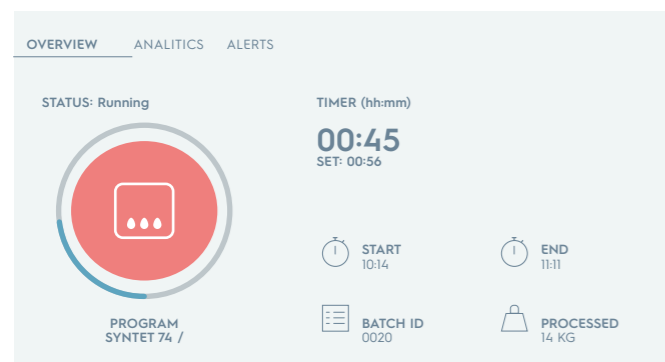 OVERVIEW ANALITICS ALERTS
STATUS: Running
TIMER (hh:mm)
00:45
SET: 00:56
START
10:14
END
11:11
PROGRAM
SYNTET 74 /
BATCH ID
0020
PROCESSED
14 KG